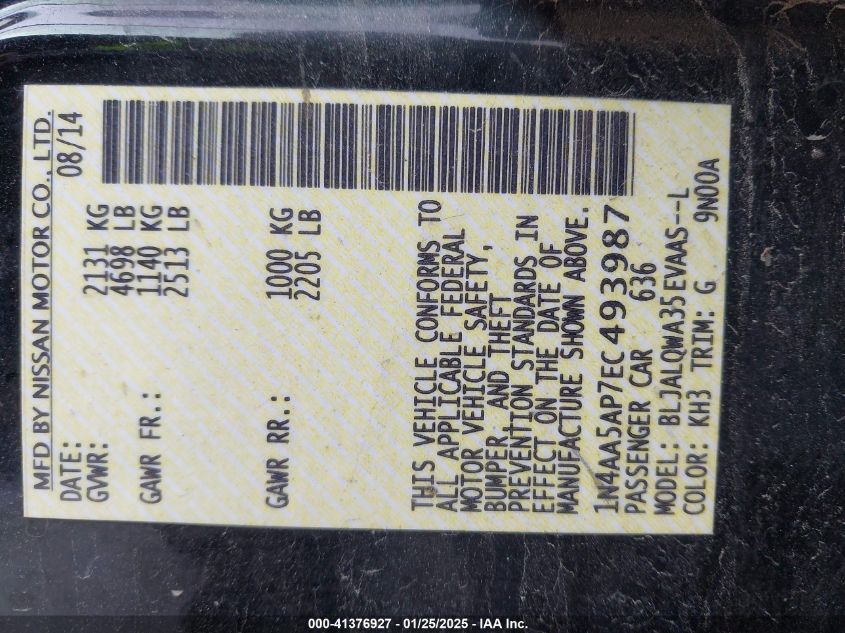 MFD BY NISSAN MOTOR CO., LTD.
DATE: 08/14
GVWR: 2131 KG
4698 LB
GAWR FR.: 1140 KG
2513 LB
GAWR RR.: 1000 KG
2205 LB
THIS VEHICLE CONFORMS TO
ALL APPLICABLE FEDERAL
MOTOR VEHICLE SAFETY,
BUMPER, AND THEFT
PREVENTION STANDARDS IN
EFFECT ON THE DATE OF
MANUFACTURE SHOWN ABOVE.
1N4AA5AP7EC493987
PASSENGER CAR 636
MODEL: BLJALQWA35EVAAS---L
COLOR: KH3 TRIM: G 9N00A
000-41376927 - 01/25/2025 - IAA Inc.